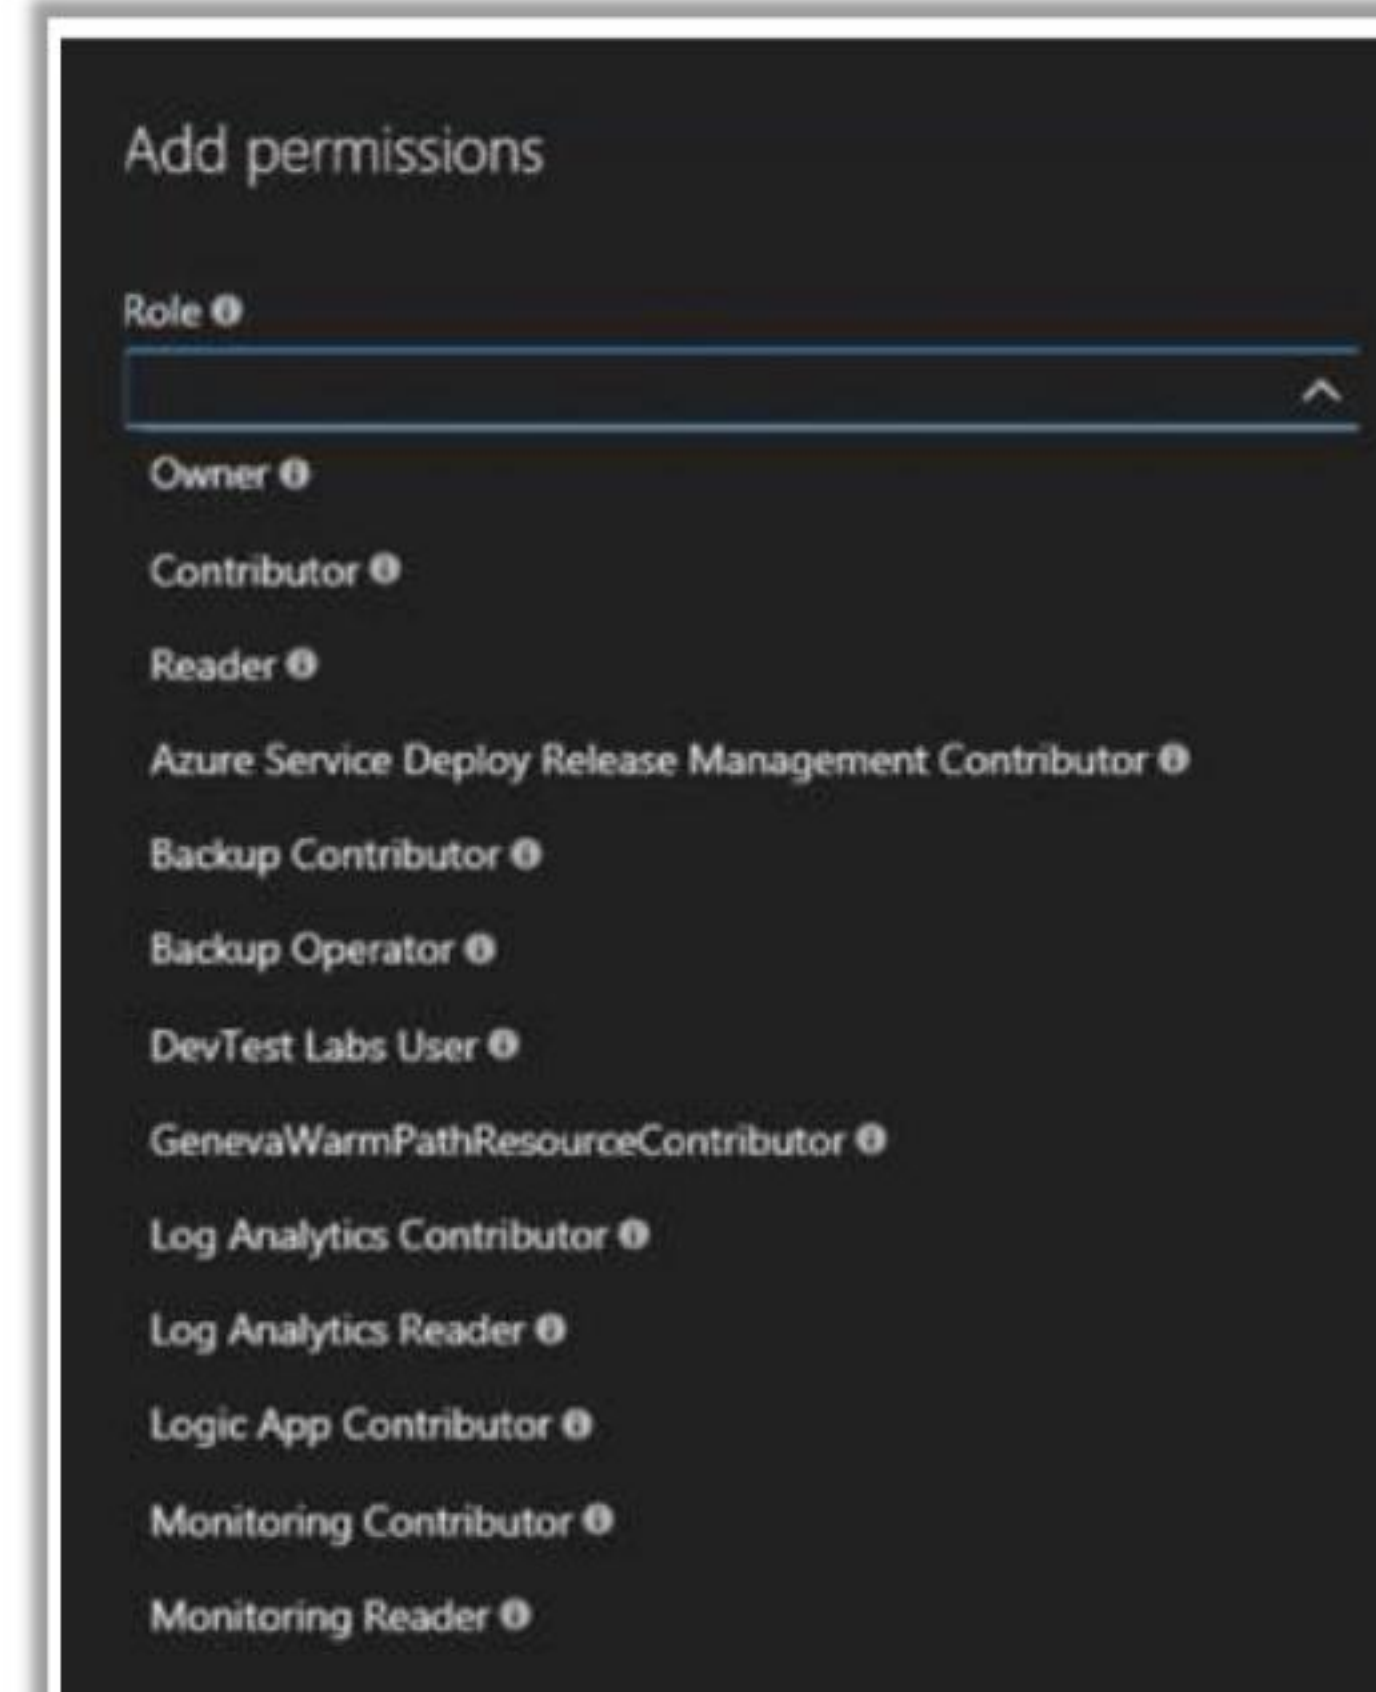 Add permissions
Role
Owner
Contributor
Reader
Azure Service Deploy Release Management Contributor
Backup Contributor
Backup Operator
DevTest Labs User
GenevaWarmPathResourceContributor
Log Analytics Contributor
Log Analytics Reader
Logic App Contributor
Monitoring Contributor
Monitoring Reader